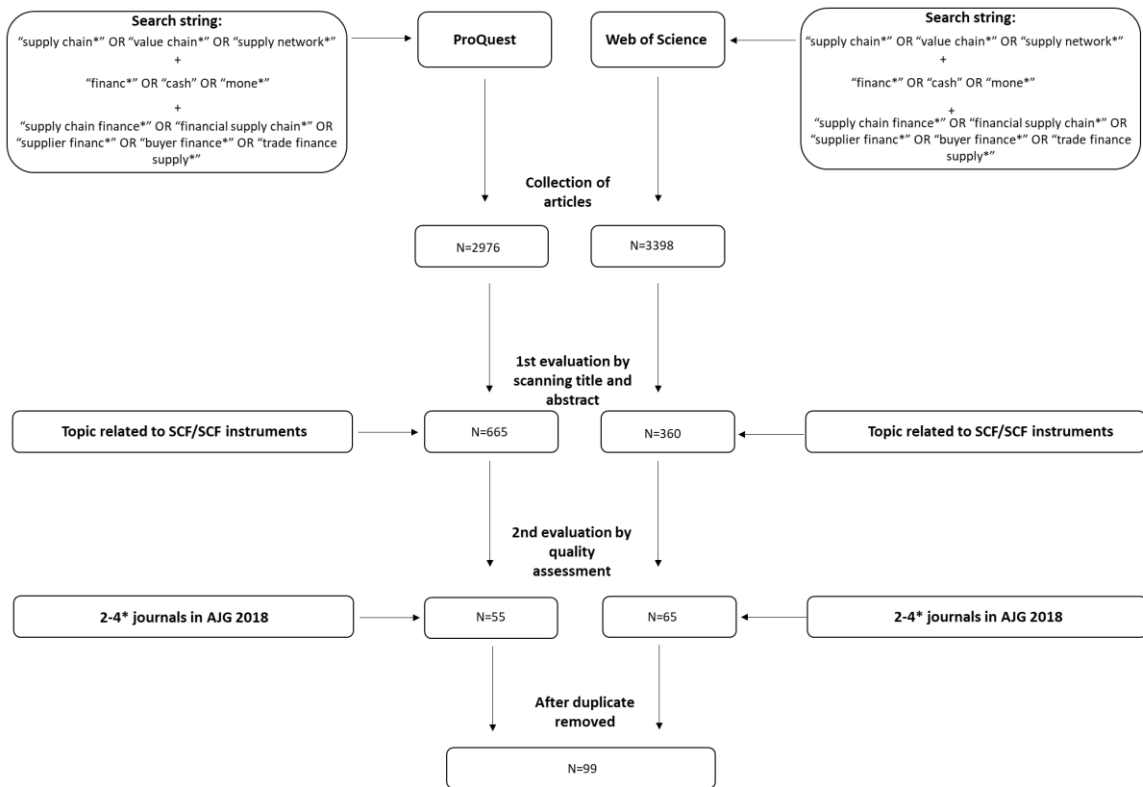 Search string:
“supply chain*” OR “value chain*” OR “supply network*”
+
“financ*” OR “cash” OR “mone*”
+
“supply chain finance*” OR “financial supply chain*” OR
“supplier financ*” OR “buyer finance*” OR “trade finance
supply*”
ProQuest
Web of Science
Search string:
“supply chain*” OR “value chain*” OR “supply network*”
+
“financ*” OR “cash” OR “mone*”
+
“supply chain finance*” OR “financial supply chain*” OR
“supplier financ*” OR “buyer finance*” OR “trade finance
supply*”
Collection of
articles
N=2976
N=3398
1st evaluation by
scanning title and
abstract
Topic related to SCF/SCF instruments
N=665
N=360
Topic related to SCF/SCF instruments
2nd evaluation by
quality
assessment
2-4* journals in AJG 2018
N=55
N=65
2-4* journals in AJG 2018
After duplicate
removed
N=99